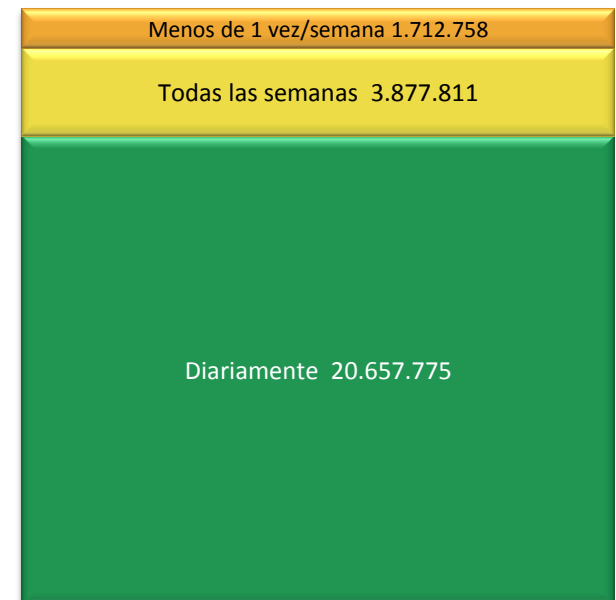 Menos de 1 vez/semana 1.712.758
Todas las semanas 3.877.811
Diariamente 20.657.775